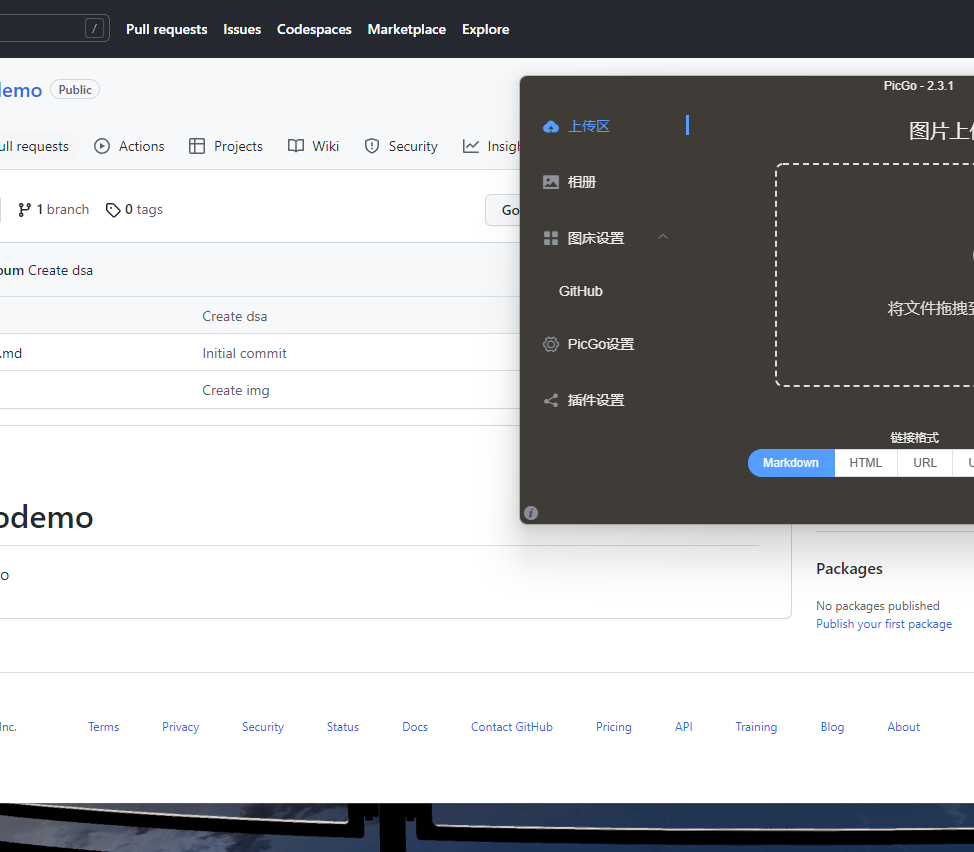 / Pull requests Issues Codespaces Marketplace Explore
demo Public
ull requests Actions Projects Wiki Security Insigh
1 branch 0 tags Go
bum Create dsa
Create dsa
.md Initial commit
Create img
odemo
o
PicGo - 2.3.1
上传区
图片上传
相册
图床设置
GitHub
将文件拖拽至
PicGo设置
插件设置
链接格式
Markdown HTML URL U
Packages
No packages published
Publish your first package
Inc. Terms Privacy Security Status Docs Contact GitHub Pricing API Training Blog About